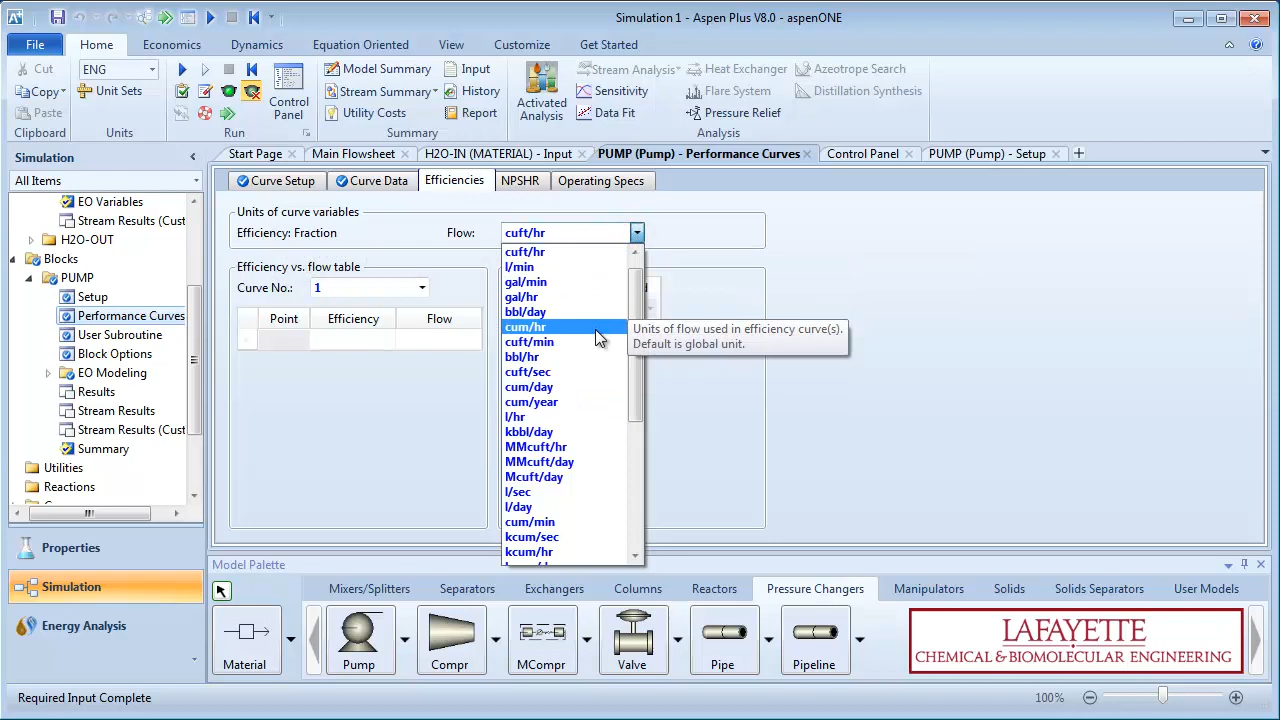 Simulation 1 - Aspen Plus V8.0 - aspenONE
File Home Economics Dynamics Equation Oriented View Customize Get Started
Cut ENG Model Summary Input Stream Analysis Heat Exchanger Azeotrope Search
Copy Unit Sets Stream Summary History Sensitivity Flare System Distillation Synthesis
Paste Control Panel Utility Costs Report Activated Analysis Data Fit Pressure Relief
Clipboard Units Run Summary Analysis
Simulation
All Items
EO Variables
Stream Results (Cust
H2O-OUT
Blocks
PUMP
Setup
Performance Curves
User Subroutine
Block Options
EO Modeling
Results
Stream Results
Stream Results (Cust
Summary
Utilities
Reactions
Properties
Simulation
Energy Analysis
Start Page Main Flowsheet H2O-IN (MATERIAL) - Input PUMP (Pump) - Performance Curves Control Panel PUMP (Pump) - Setup
Curve Setup Curve Data Efficiencies NPSHR Operating Specs
Units of curve variables
Efficiency: Fraction Flow: cuft/hr
Efficiency vs. flow table
Curve No.: 1
Point Efficiency Flow
cuft/hr
l/min
gal/min
gal/hr
bbl/day
cum/hr
cuft/min
bbl/hr
cuft/sec
cum/day
cum/year
l/hr
kbbl/day
MMcuft/hr
MMcuft/day
Mcuft/day
l/sec
l/day
cum/min
kcum/sec
kcum/hr
Units of flow used in efficiency curve(s).
Default is global unit.
Model Palette
Mixers/Splitters Separators Exchangers Columns Reactors Pressure Changers Manipulators Solids Solids Separators User Models
Material Pump Compr MCompr Valve Pipe Pipeline
LAFAYETTE
CHEMICAL & BIOMOLECULAR ENGINEERING
Required Input Complete 100%